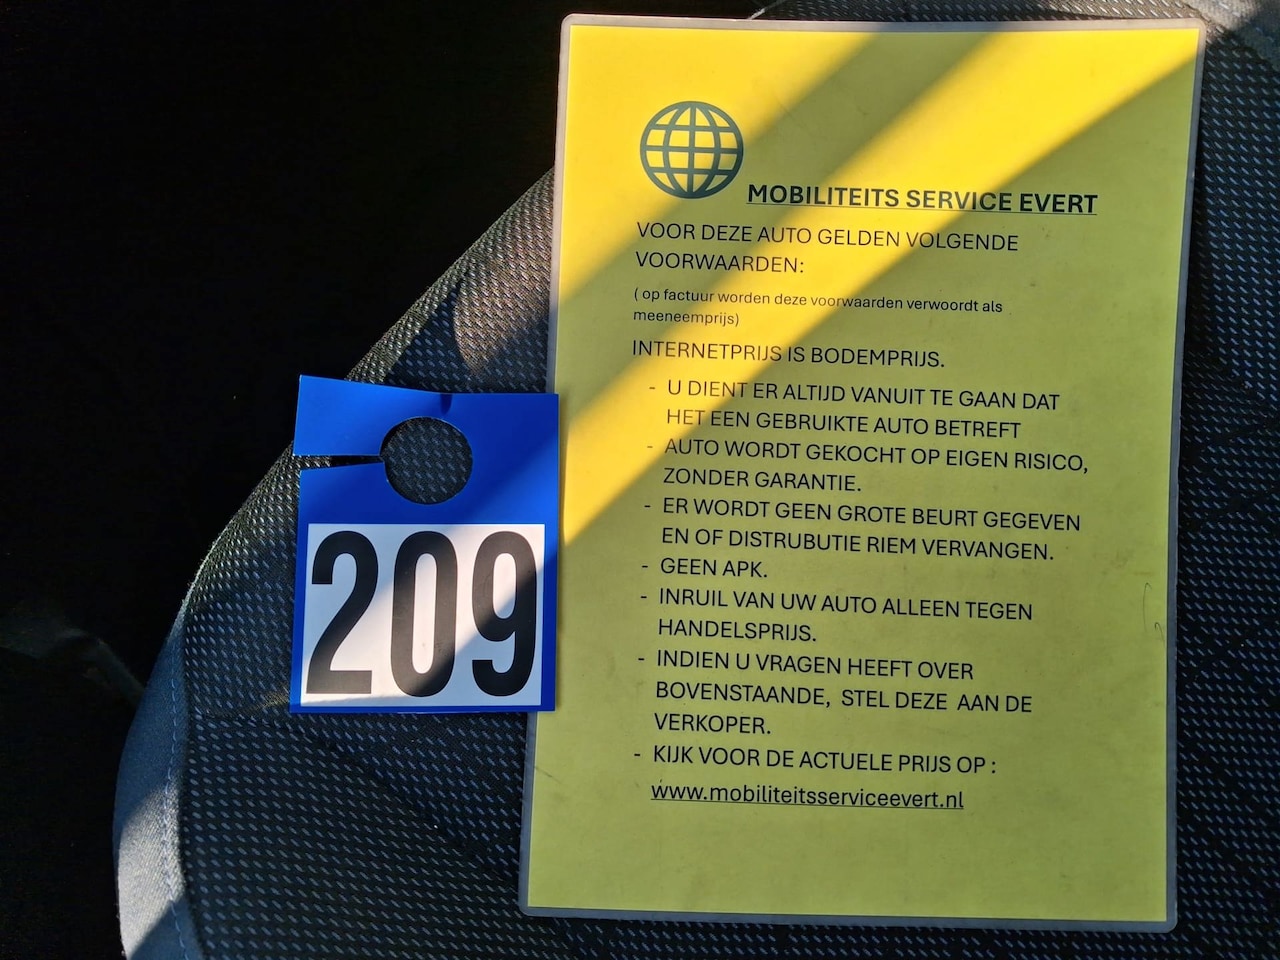 MOBILITEITS SERVICE EVERT
VOOR DEZE AUTO GELDEN VOLGENDE
VOORWAARDEN:
( op factuur worden deze voorwaarden verwoordt als
meeneemprijs)
INTERNETPRIJS IS BODEMPRIJS.
- U DIENT ER ALTIJD VANUIT TE GAAN DAT
HET EEN GEBRUIKTE AUTO BETREFT
- AUTO WORDT GEKOCHT OP EIGEN RISICO,
ZONDER GARANTIE.
- ER WORDT GEEN GROTE BEURT GEGEVEN
EN OF DISTRUBUTIE RIEM VERVANGEN.
- GEEN APK.
- INRUIL VAN UW AUTO ALLEEN TEGEN
HANDELSPRIJS.
- INDIEN U VRAGEN HEEFT OVER
BOVENSTAANDE, STEL DEZE AAN DE
VERKOPER.
- KIJK VOOR DE ACTUELE PRIJS OP :
www.mobiliteitsserviceevert.nl
209